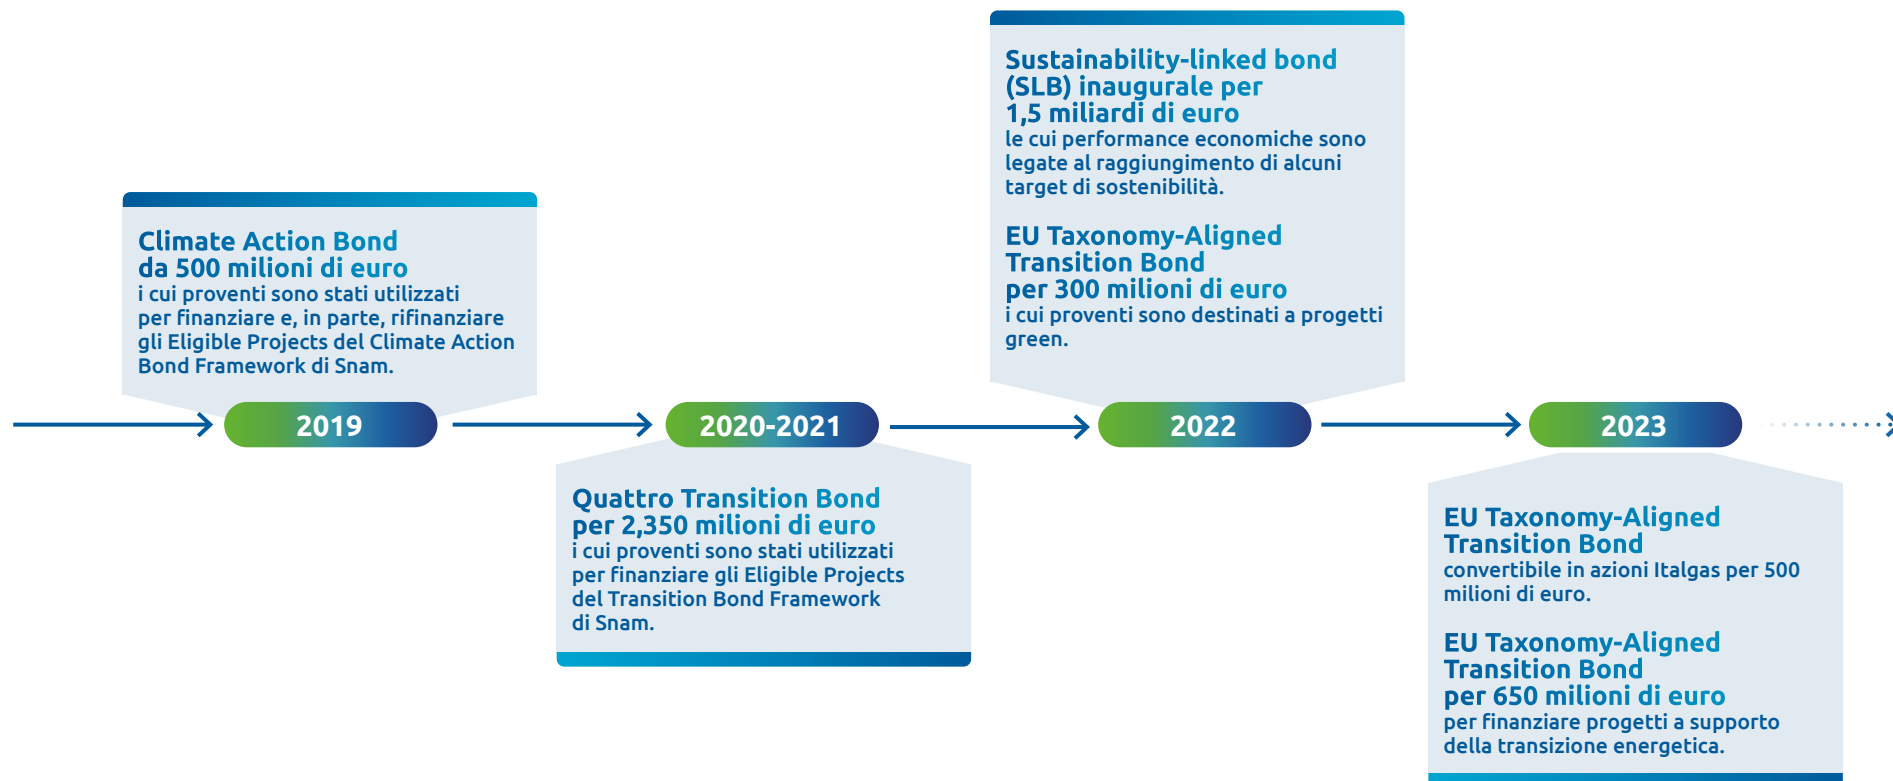 Climate Action Bond
da 500 milioni di euro
i cui proventi sono stati utilizzati
per finanziare e, in parte, rifinanziare
gli Eligible Projects del Climate Action
Bond Framework di Snam.
2019
2020-2021
Quattro Transition Bond
per 2,350 milioni di euro
i cui proventi sono stati utilizzati
per finanziare gli Eligible Projects
del Transition Bond Framework
di Snam.
Sustainability-linked bond
(SLB) inaugurale per
1,5 miliardi di euro
le cui performance economiche sono
legate al raggiungimento di alcuni
target di sostenibilità.
EU Taxonomy-Aligned
Transition Bond
per 300 milioni di euro
i cui proventi sono destinati a progetti
green.
2022
2023
EU Taxonomy-Aligned
Transition Bond
convertibile in azioni Italgas per 500
milioni di euro.
EU Taxonomy-Aligned
Transition Bond
per 650 milioni di euro
per finanziare progetti a supporto
della transizione energetica.